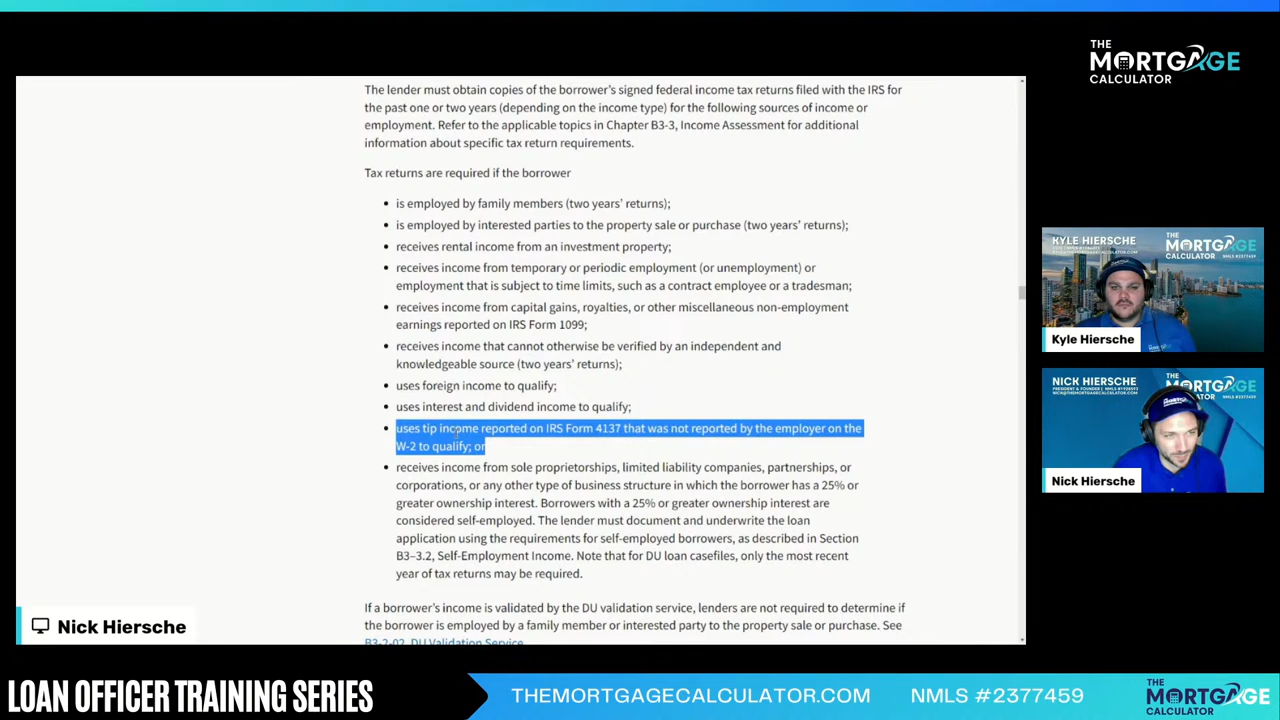 THE
MORTGAGE
CALCULATOR
The lender must obtain copies of the borrower's signed federal income tax returns filed with the IRS for
the past one or two years (depending on the income type) for the following sources of income or
employment. Refer to the applicable topics in Chapter B3-3, Income Assessment for additional
information about specific tax return requirements.
Tax returns are required if the borrower
• is employed by family members (two years' returns);
• is employed by interested parties to the property sale or purchase (two years' returns);
• receives rental income from an investment property;
• receives income from temporary or periodic employment (or unemployment) or
employment that is subject to time limits, such as a contract employee or a tradesman;
• receives income from capital gains, royalties, or other miscellaneous non-employment
earnings reported on IRS Form 1099;
• receives income that cannot otherwise be verified by an independent and
knowledgeable source (two years' returns);
• uses foreign income to qualify;
• uses interest and dividend income to qualify;
• uses tip income reported on IRS Form 4137 that was not reported by the employer on the
W-2 to qualify; or
• receives income from sole proprietorships, limited liability companies, partnerships, or
corporations, or any other type of business structure in which the borrower has a 25% or
greater ownership interest. Borrowers with a 25% or greater ownership interest are
considered self-employed. The lender must document and underwrite the loan
application using the requirements for self-employed borrowers, as described in Section
B3–3.2, Self-Employment Income. Note that for DU loan casefiles, only the most recent
year of tax returns may be required.
If a borrower's income is validated by the DU validation service, lenders are not required to determine if
the borrower is employed by a family member or interested party to the property sale or purchase. See
B3-2-02, DU Validation Service
KYLE HIERSCHE
THE
MORTGAGE
CALCULATOR
NMLS #2377459
Kyle Hiersche
NICK HIERSCHE
THE
MORTGAGE
CALCULATOR
NMLS #2377459
Nick Hiersche
Nick Hiersche
LOAN OFFICER TRAINING SERIES
THEMORTGAGECALCULATOR.COM
NMLS #2377459
THE
MORTGAGE
CALCULATOR